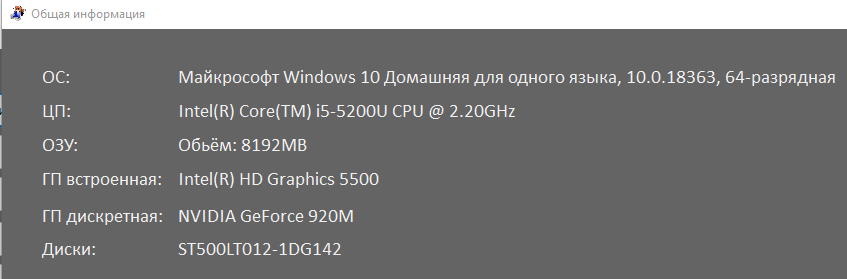 Общая информация
ОС: Майкрософт Windows 10 Домашняя для одного языка, 10.0.18363, 64-разрядная
ЦП: Intel(R) Core(TM) i5-5200U CPU @ 2.20GHz
ОЗУ: Обьём: 8192MB
ГП встроенная: Intel(R) HD Graphics 5500
ГП дискретная: NVIDIA GeForce 920M
Диски: ST500LT012-1DG142